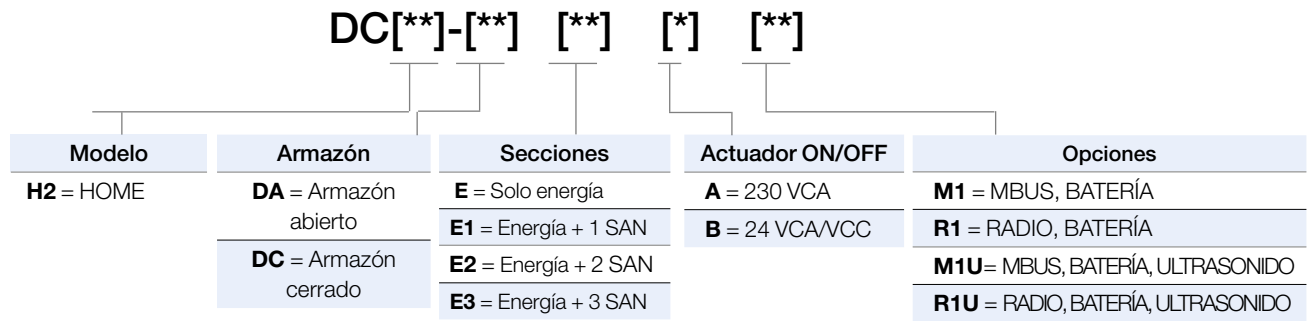 DC[**]-[**] [**] [*] [**]
Modelo
H2 = HOME
Armazón
DA = Armazón
abierto
DC = Armazón
cerrado
Secciones
E = Solo energía
E1 = Energía + 1 SAN
E2 = Energía + 2 SAN
E3 = Energía + 3 SAN
Actuador ON/OFF
A = 230 VCA
B = 24 VCA/VCC
Opciones
M1 = MBUS, BATERÍA
R1 = RADIO, BATERÍA
M1U= MBUS, BATERÍA, ULTRASONIDO
R1U = RADIO, BATERÍA, ULTRASONIDO